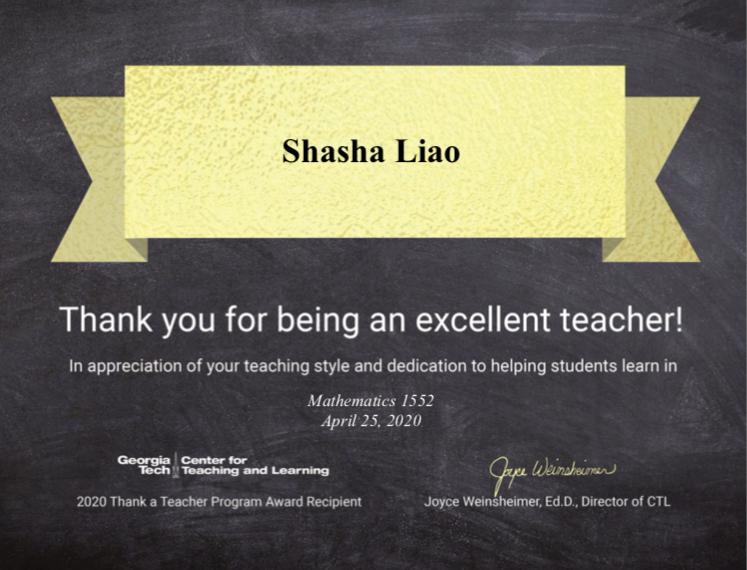 Shasha Liao
Thank you for being an excellent teacher!
In appreciation of your teaching style and dedication to helping students learn in
Mathematics 1552
April 25, 2020
Georgia Tech Center for Teaching and Learning
Joyce Weinsheimer
2020 Thank a Teacher Program Award Recipient
Joyce Weinsheimer, Ed.D., Director of CTL